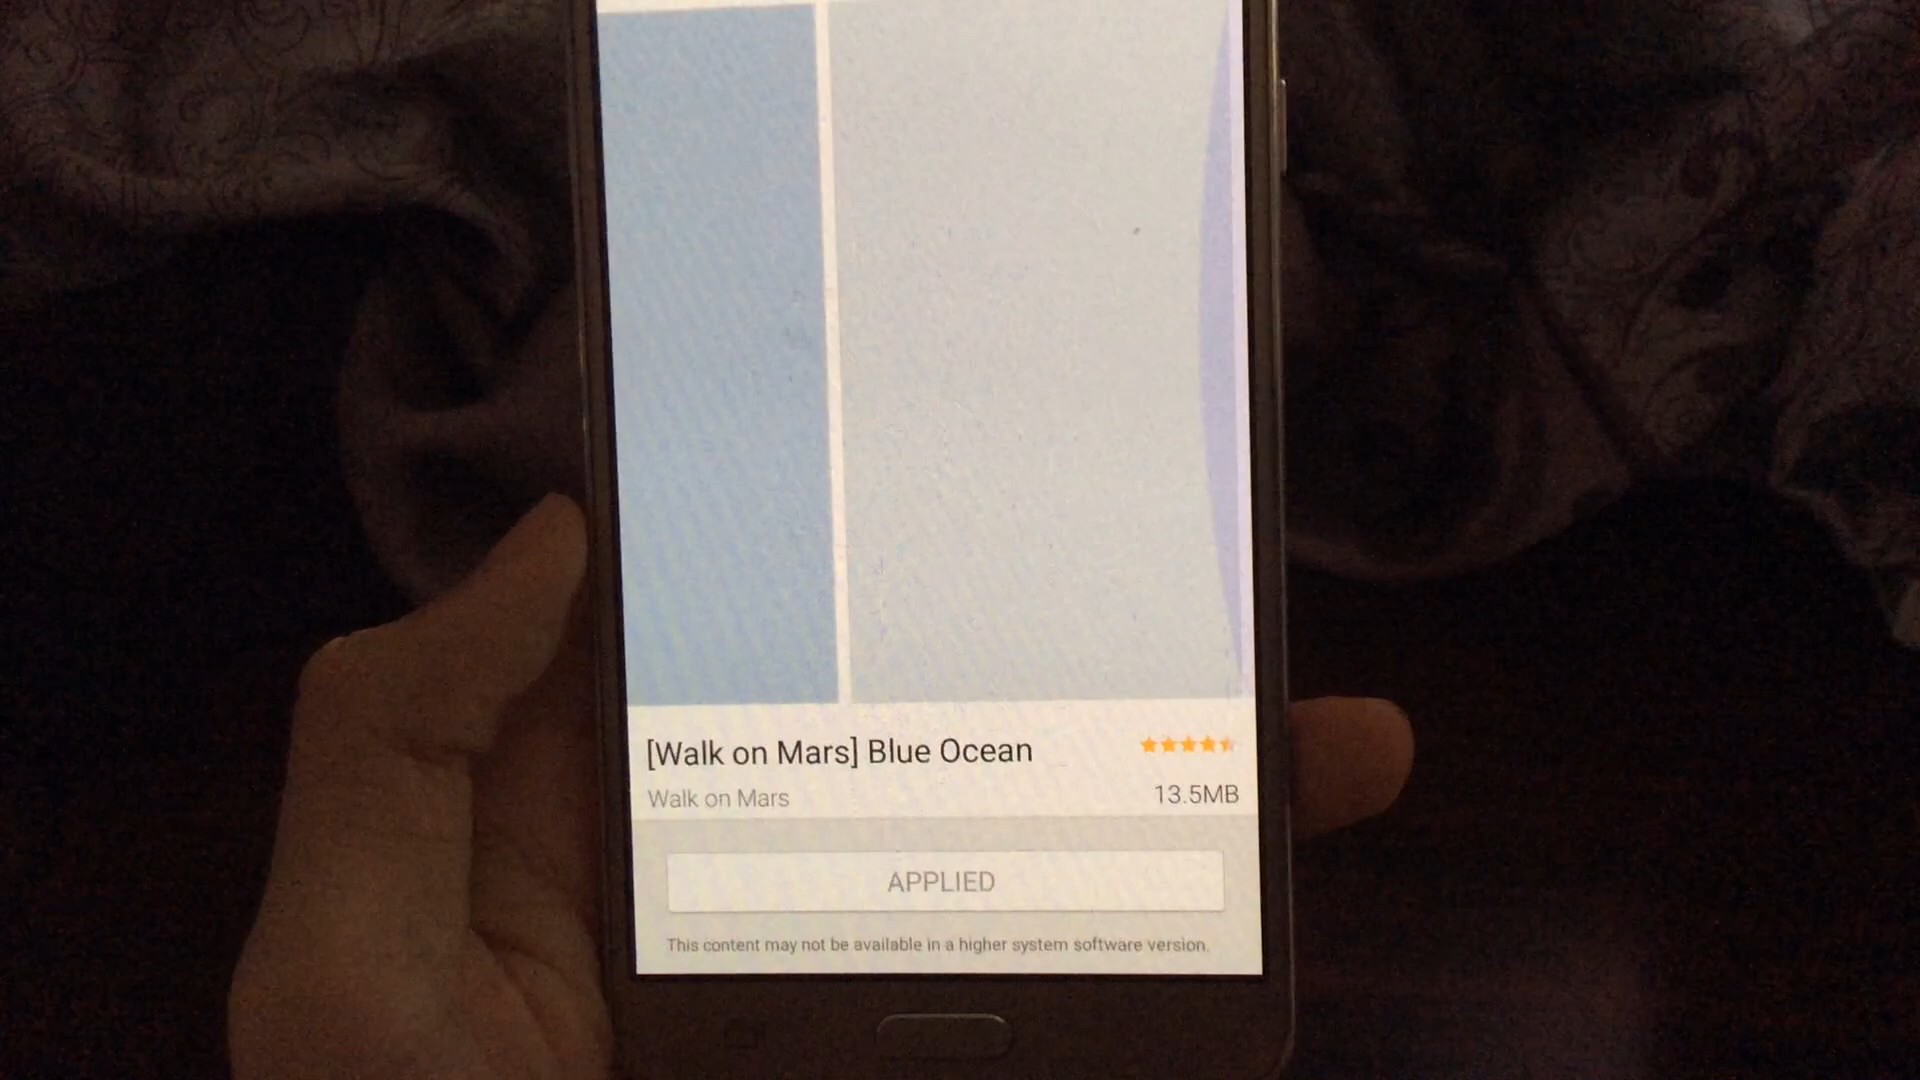 [Walk on Mars] Blue Ocean
Walk on Mars
13.5MB
APPLIED
This content may not be available in a higher system software version.